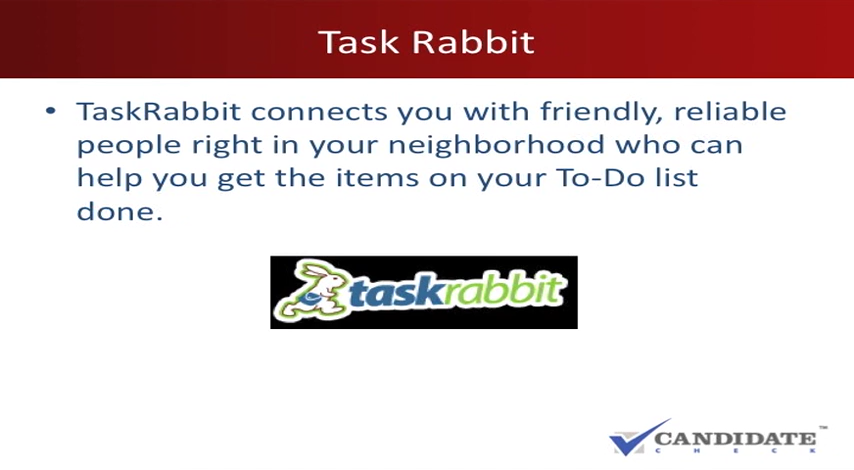 Task Rabbit
• TaskRabbit connects you with friendly, reliable
people right in your neighborhood who can
help you get the items on your To-Do list
done.
taskrabbit
CANDIDATE™
CHECK